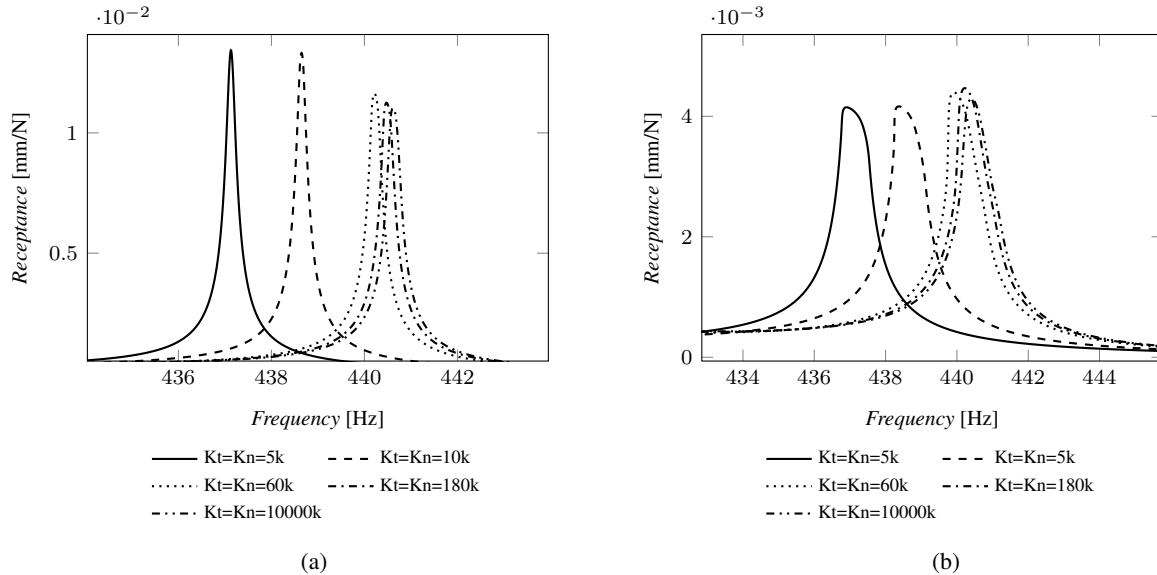 ·10−2
1
0.5
Receptance [mm/N]
436 438 440 442
Frequency [Hz]
Kt=Kn=5k Kt=Kn=10k
Kt=Kn=60k Kt=Kn=180k
Kt=Kn=10000k
(a)
·10−3
4
2
0
Receptance [mm/N]
434 436 438 440 442 444
Frequency [Hz]
Kt=Kn=5k Kt=Kn=5k
Kt=Kn=60k Kt=Kn=180k
Kt=Kn=10000k
(b)